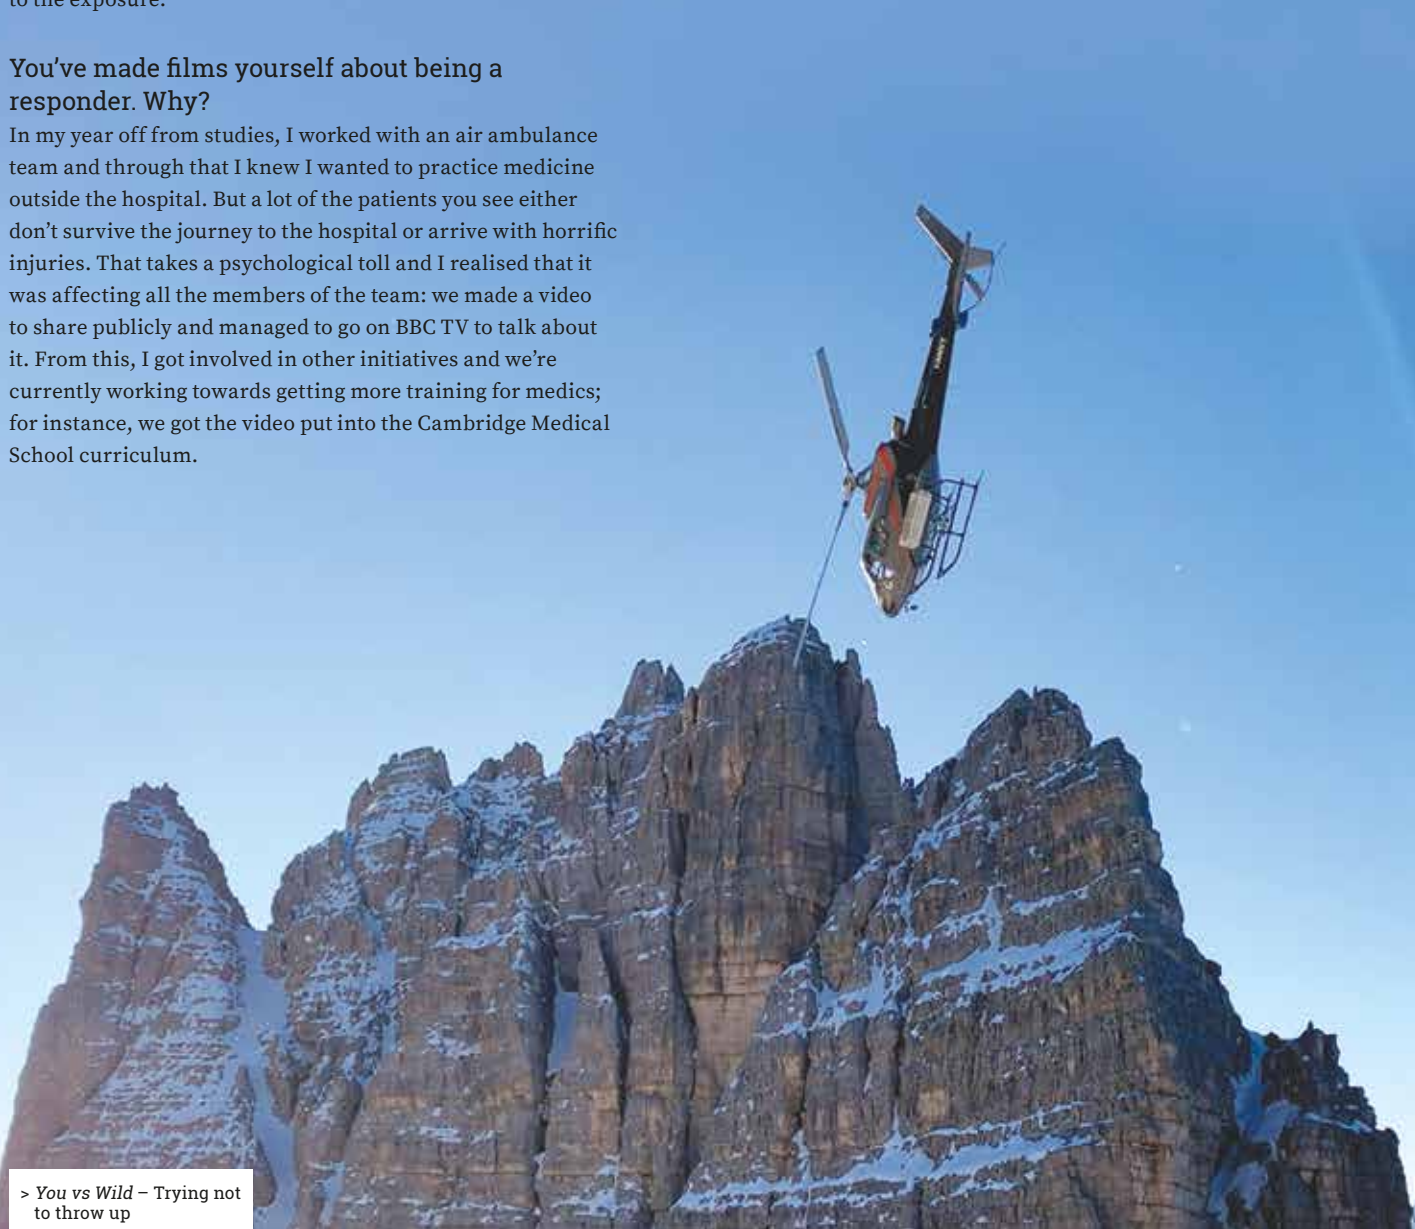 to the exposure.
You’ve made films yourself about being a
responder. Why?
In my year off from studies, I worked with an air ambulance
team and through that I knew I wanted to practice medicine
outside the hospital. But a lot of the patients you see either
don’t survive the journey to the hospital or arrive with horrific
injuries. That takes a psychological toll and I realised that it
was affecting all the members of the team: we made a video
to share publicly and managed to go on BBC TV to talk about
it. From this, I got involved in other initiatives and we’re
currently working towards getting more training for medics;
for instance, we got the video put into the Cambridge Medical
School curriculum.
> You vs Wild – Trying not
to throw up